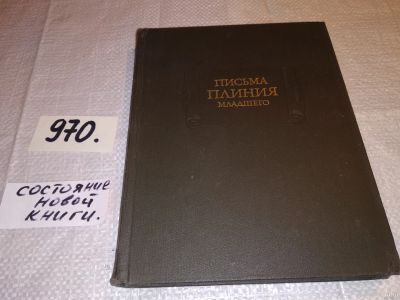 ПИСЬМА
ПЛИНИЯ
МЛАДШЕГО
970.
состояние
новой
книги.